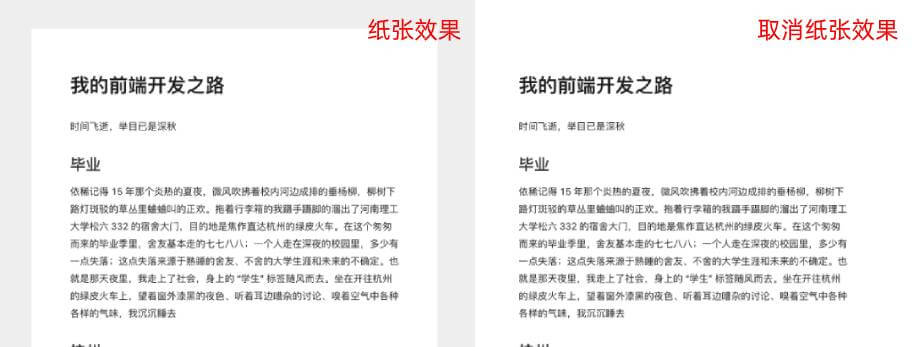 纸张效果
我的前端开发之路
时间飞逝，举目已是深秋
毕业
依稀记得 15 年那个炎热的夏夜，微风吹拂着校内河边成排的垂杨柳，柳树下
路灯斑驳的草丛里蛐蛐叫的正欢。拖着行李箱的我蹑手蹑脚的溜出了河南理工
大学松六 332 的宿舍大门，目的地是焦作直达杭州的绿皮火车。在这个匆匆
而来的毕业季里，舍友基本走的七七八八；一个人走在深夜的校园里，多少有
一点失落；这点失落来源于熟睡的舍友、不舍的大学生涯和未来的不确定。也
就是那天夜里，我走上了社会，身上的 “学生” 标签随风而去。坐在开往杭州
的绿皮火车上，望着窗外漆黑的夜色、听着耳边嘈杂的讨论、嗅着空气中各种
各样的气味，我沉沉睡去
取消纸张效果
我的前端开发之路
时间飞逝，举目已是深秋
毕业
依稀记得 15 年那个炎热的夏夜，微风吹拂着校内河边成排的垂杨柳，柳树下
路灯斑驳的草丛里蛐蛐叫的正欢。拖着行李箱的我蹑手蹑脚的溜出了河南理工
大学松六 332 的宿舍大门，目的地是焦作直达杭州的绿皮火车。在这个匆匆
而来的毕业季里，舍友基本走的七七八八；一个人走在深夜的校园里，多少有
一点失落；这点失落来源于熟睡的舍友、不舍的大学生涯和未来的不确定。也
就是那天夜里，我走上了社会，身上的 “学生” 标签随风而去。坐在开往杭州
的绿皮火车上，望着窗外漆黑的夜色、听着耳边嘈杂的讨论、嗅着空气中各种
各样的气味，我沉沉睡去